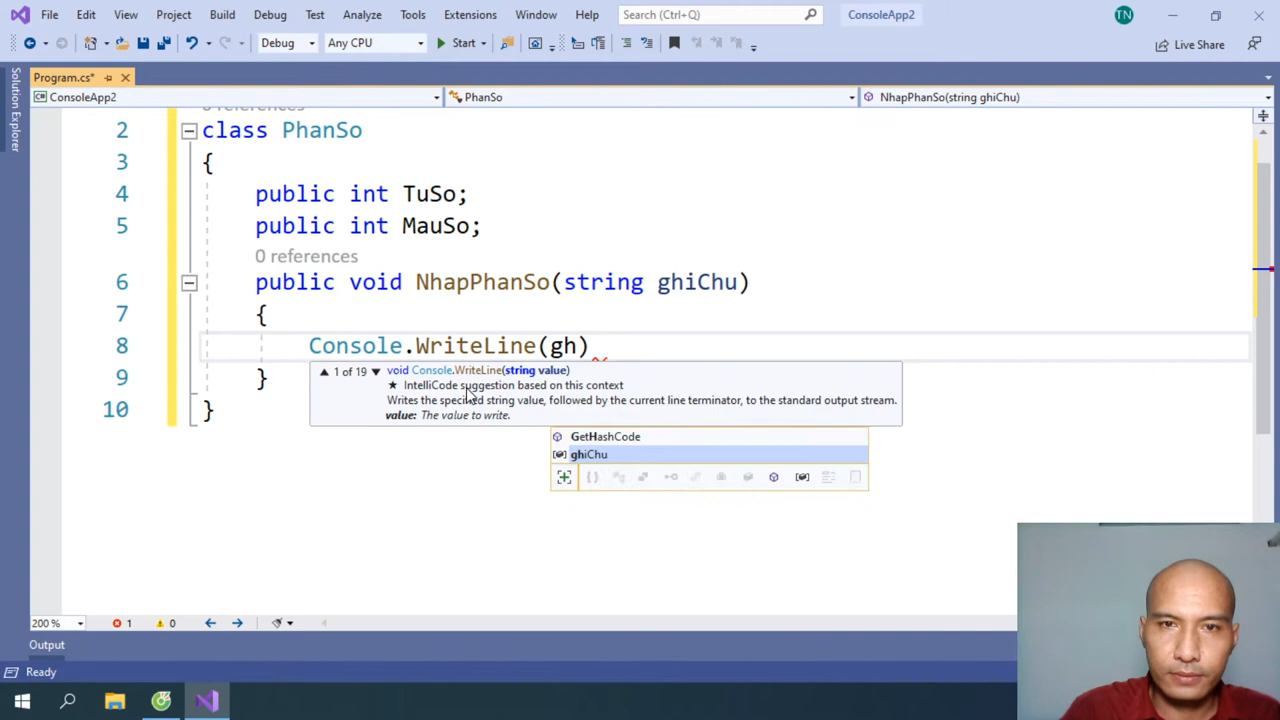 File Edit View Project Build Debug Test Analyze Tools Extensions Window Help Search (Ctrl+Q) ConsoleApp2 TN
Debug Any CPU Start Live Share
Program.cs*
ConsoleApp2 PhanSo NhapPhanSo(string ghiChu)
2 class PhanSo
3 {
4 public int TuSo;
5 public int MauSo;
0 references
6 public void NhapPhanSo(string ghiChu)
7 {
8 Console.WriteLine(gh)
9 }
10 }
1 of 19 void Console.WriteLine(string value)
★ IntelliCode suggestion based on this context
Writes the specified string value, followed by the current line terminator, to the standard output stream.
value: The value to write.
GetHashCode
ghiChu
200 % 1 0
Output
Ready
Solution Explorer